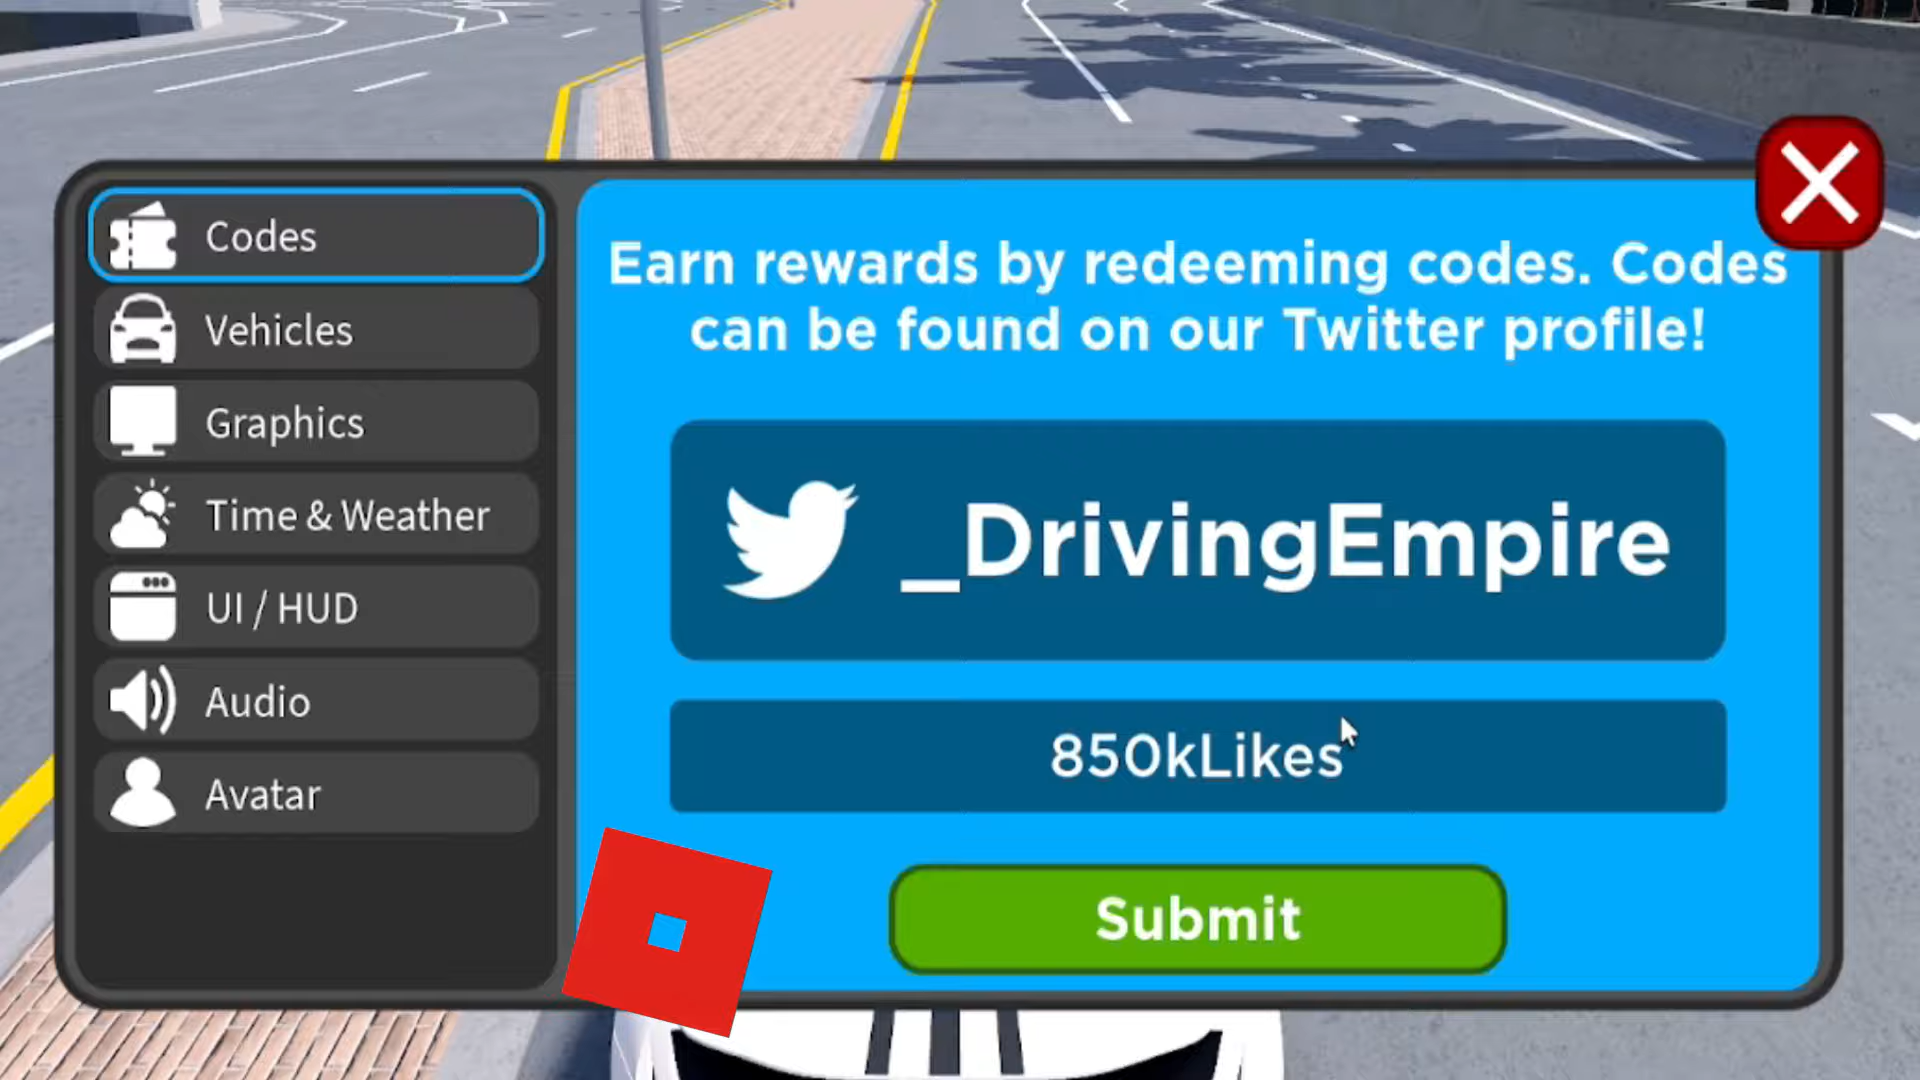 Codes
Vehicles
Graphics
Time & Weather
UI / HUD
Audio
Avatar
Earn rewards by redeeming codes. Codes
can be found on our Twitter profile!
_DrivingEmpire
850kLikes
Submit